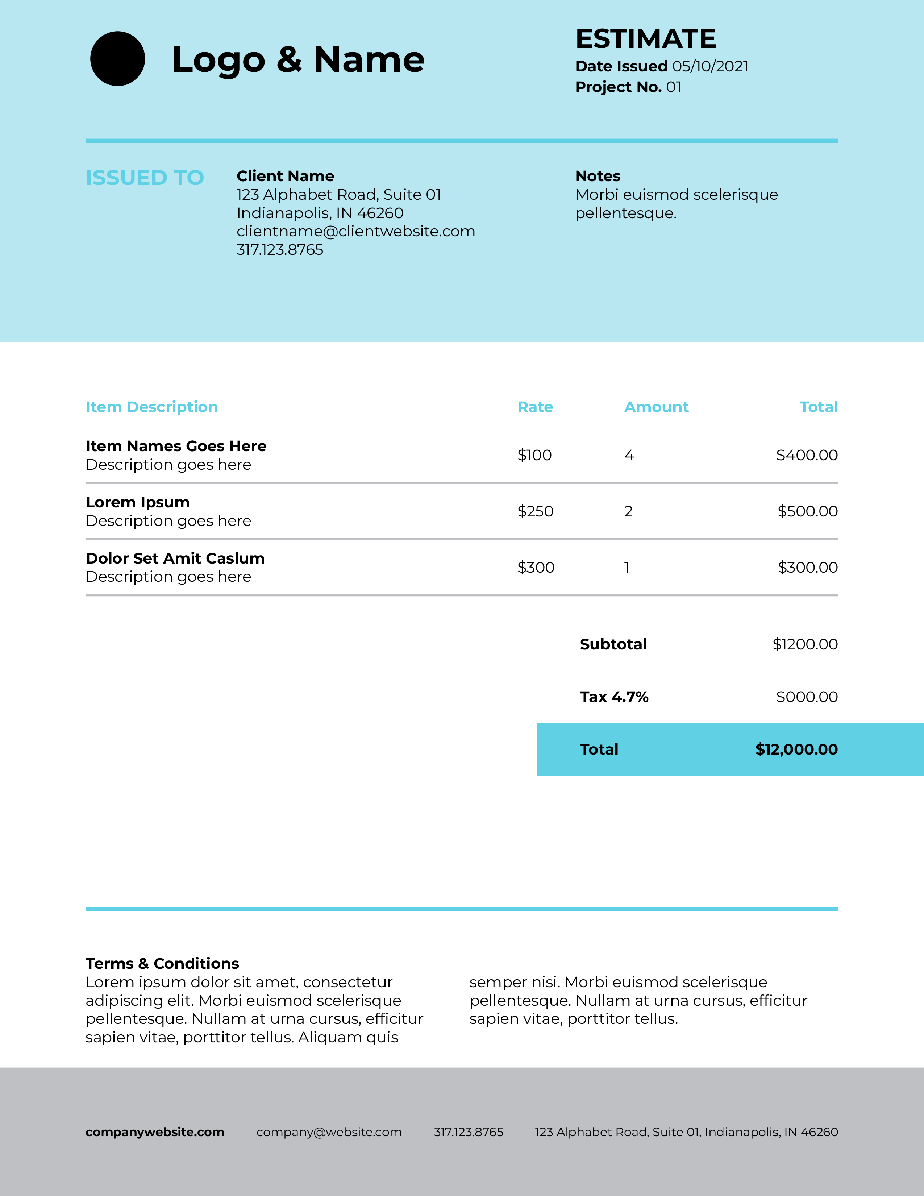 Logo & Name
ESTIMATE
Date Issued 05/10/2021
Project No. 01
ISSUED TO
Client Name
123 Alphabet Road, Suite 01
Indianapolis, IN 46260
clientname@clientwebsite.com
317.123.8765
Notes
Morbi euismod scelerisque
pellentesque.
Item Description Rate Amount Total
Item Names Goes Here
Description goes here
$100 4 $400.00
Lorem Ipsum
Description goes here
$250 2 $500.00
Dolor Set Amit Caslum
Description goes here
$300 1 $300.00
Subtotal $1200.00
Tax 4.7% $000.00
Total $12,000.00
Terms & Conditions
Lorem ipsum dolor sit amet, consectetur
adipiscing elit. Morbi euismod scelerisque
pellentesque. Nullam at urna cursus, efficitur
sapien vitae, porttitor tellus. Aliquam quis
semper nisi. Morbi euismod scelerisque
pellentesque. Nullam at urna cursus, efficitur
sapien vitae, porttitor tellus.
companywebsite.com company@website.com 317.123.8765 123 Alphabet Road, Suite 01, Indianapolis, IN 46260